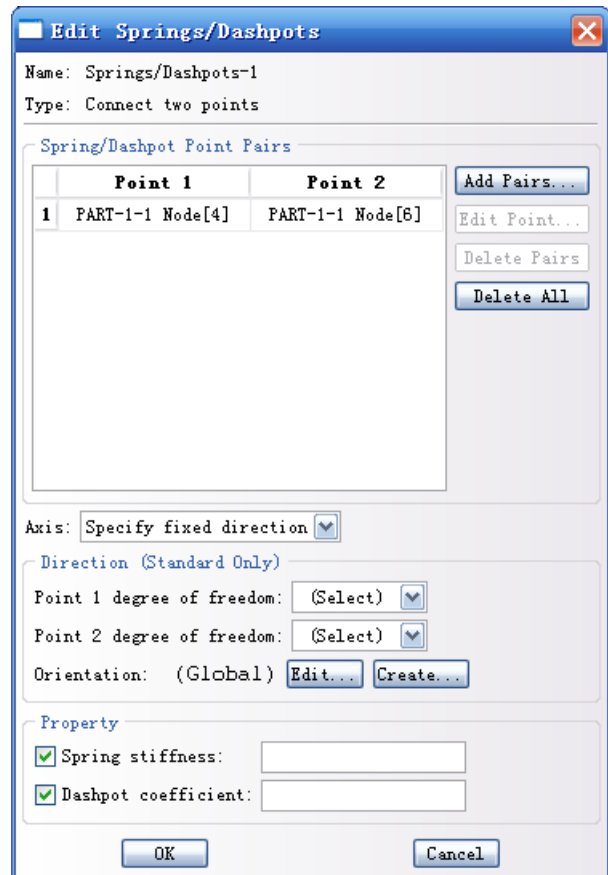 Edit Springs/Dashpots
Name: Springs/Dashpots-1
Type: Connect two points
Spring/Dashpot Point Pairs
Point 1 Point 2
1 PART-1-1 Node[4] PART-1-1 Node[6]
Add Pairs...
Edit Point...
Delete Pairs
Delete All
Axis: Specify fixed direction
Direction (Standard Only)
Point 1 degree of freedom: (Select)
Point 2 degree of freedom: (Select)
Orientation: (Global) Edit... Create...
Property
Spring stiffness:
Dashpot coefficient:
OK Cancel